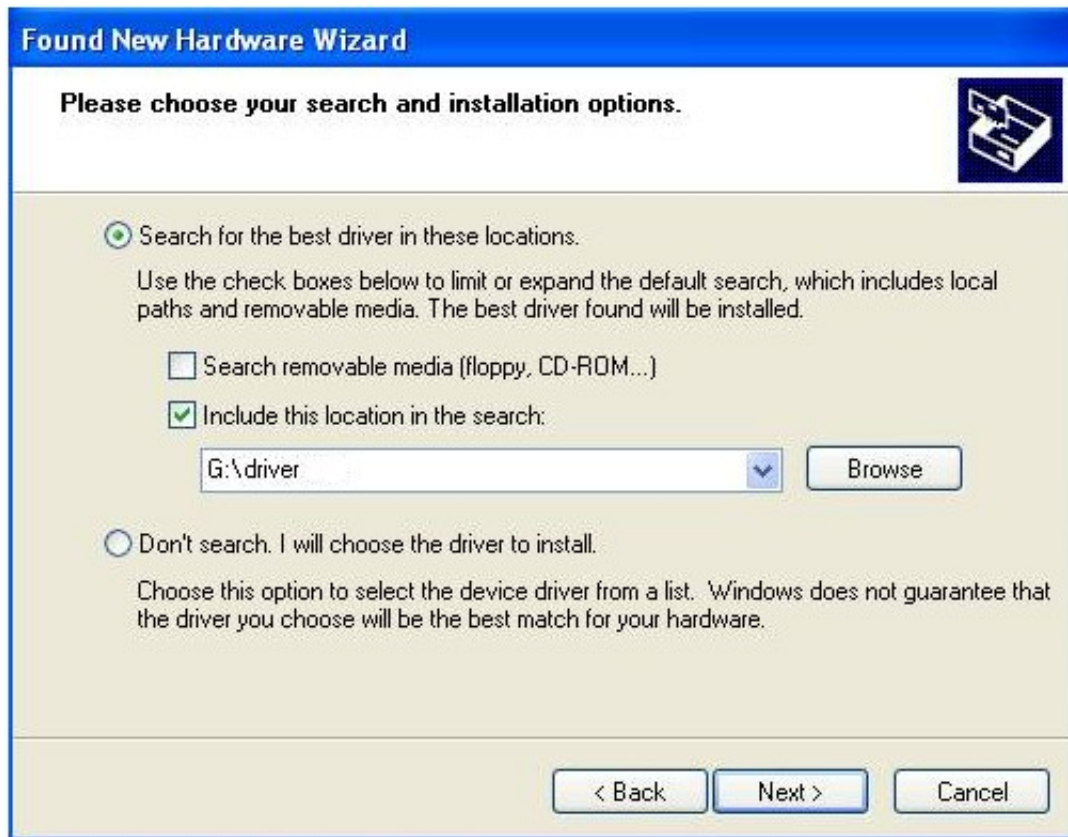 Found New Hardware Wizard
Please choose your search and installation options.
Search for the best driver in these locations.
Use the check boxes below to limit or expand the default search, which includes local
paths and removable media. The best driver found will be installed.
Search removable media (floppy, CD-ROM...)
Include this location in the search:
G:\driver
Browse
Don't search. I will choose the driver to install.
Choose this option to select the device driver from a list. Windows does not guarantee that
the driver you choose will be the best match for your hardware.
< Back
Next >
Cancel